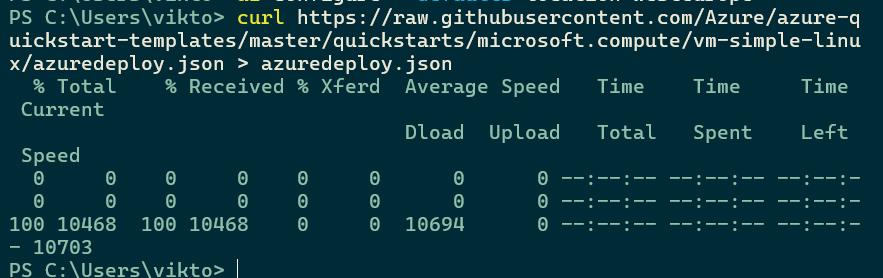 PS C:\Users\vikto> curl https://raw.githubusercontent.com/Azure/azure-q
uickstart-templates/master/quickstarts/microsoft.compute/vm-simple-linu
x/azuredeploy.json > azuredeploy.json
  % Total    % Received % Xferd  Average Speed   Time    Time     Time
 Current
                                 Dload  Upload   Total   Spent    Left
 Speed
  0     0    0     0    0     0      0      0 --:--:-- --:--:-- --:--:-
  0     0    0     0    0     0      0      0 --:--:-- --:--:-- --:--:-
100 10468  100 10468    0     0  10694      0 --:--:-- --:--:-- --:--:-
- 10703
PS C:\Users\vikto>